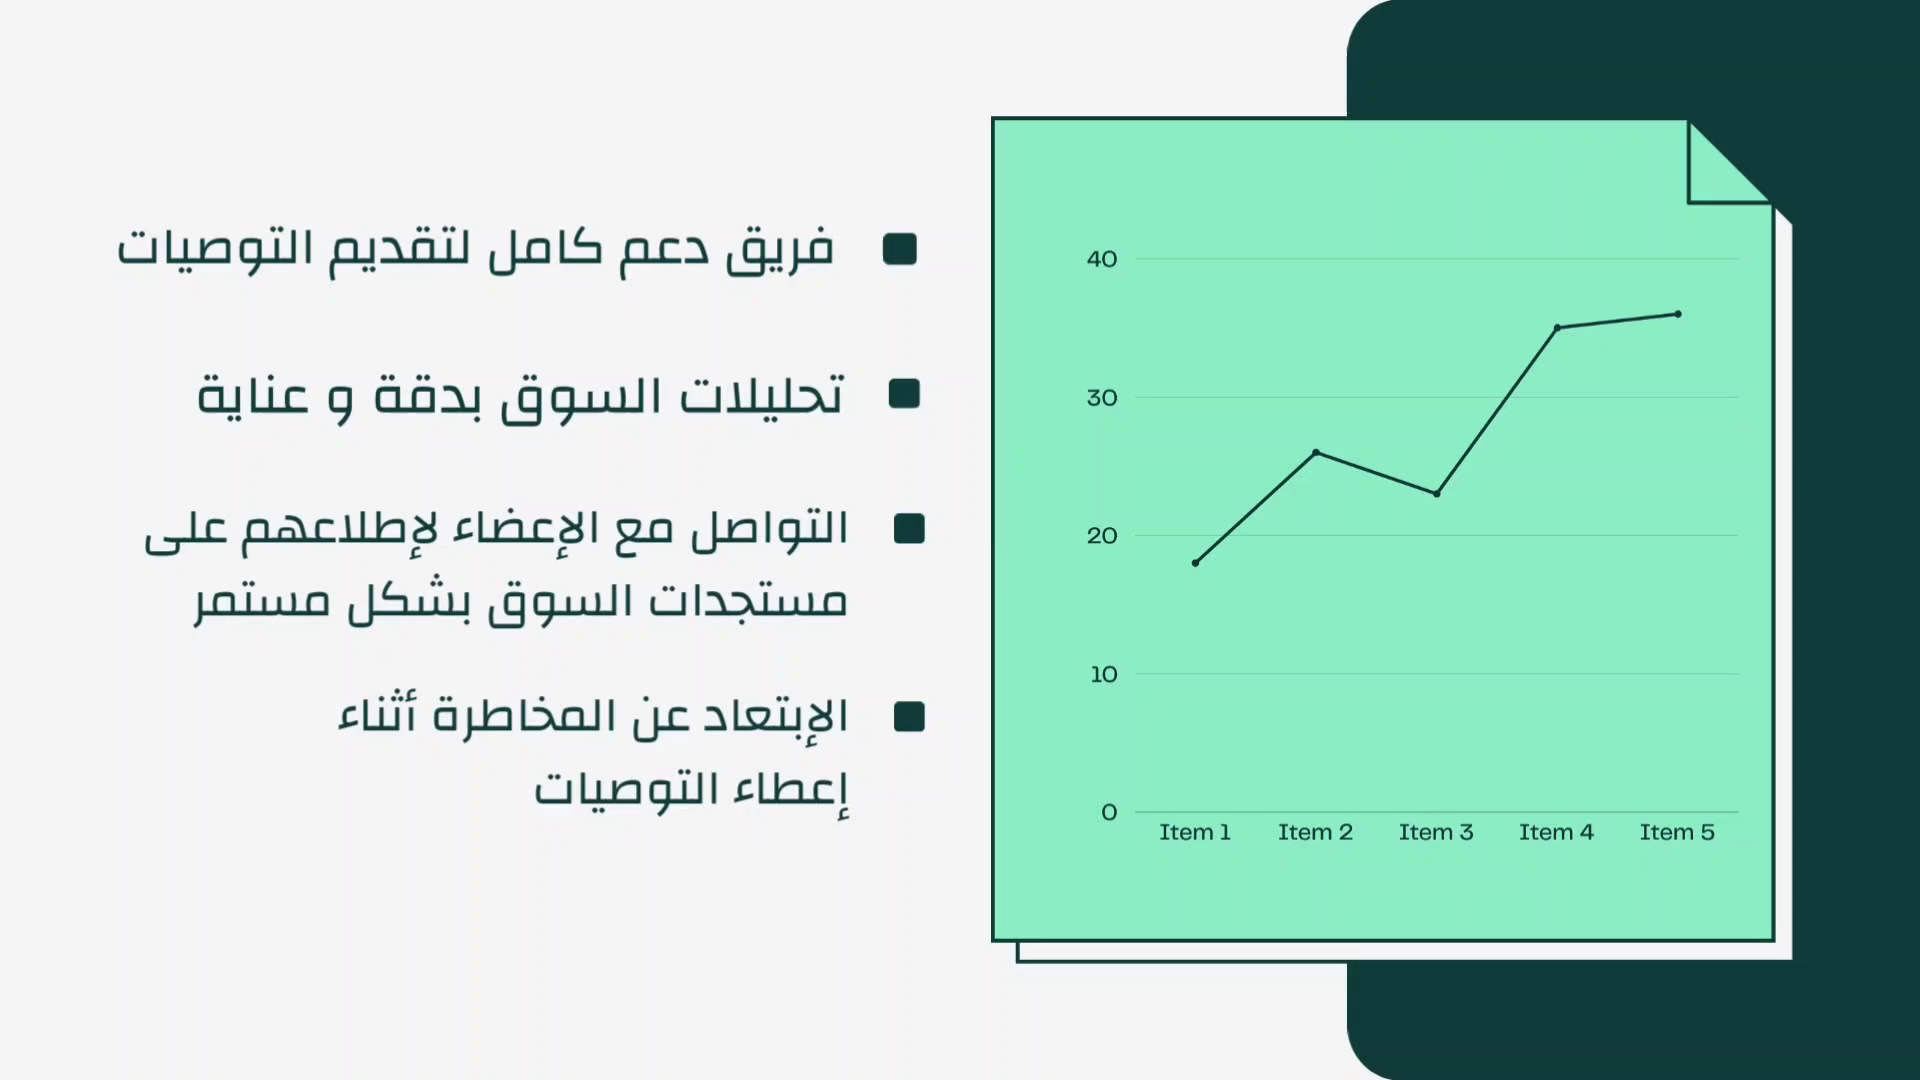 فريق دعم كامل لتقديم التوصيات
تحليلات السوق بدقة و عناية
التواصل مع الإعضاء لإطلاعهم على
مستجدات السوق بشكل مستمر
الإبتعاد عن المخاطرة أثناء
إعطاء التوصيات
40
30
20
10
0
Item 1 Item 2 Item 3 Item 4 Item 5